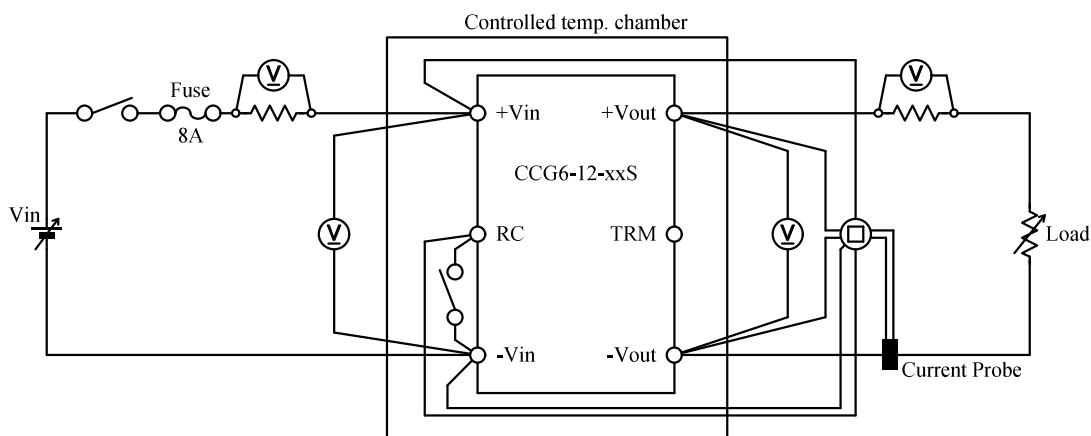 Controlled temp. chamber
V
V
Fuse
8A
+Vin
+Vout
CCG6-12-xxS
Vin
V
RC
TRM
V
Load
-Vin
-Vout
Current Probe